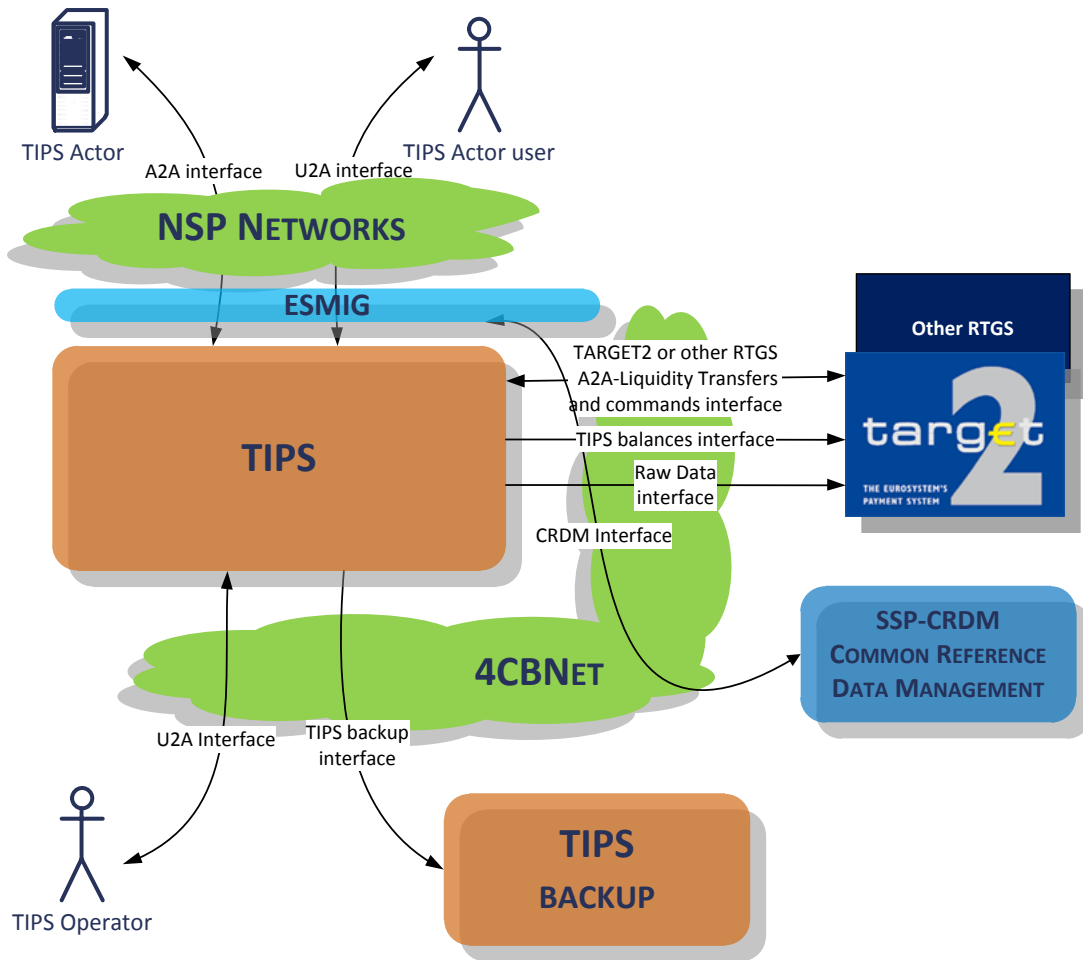 TIPS Actor
TIPS Actor user
A2A interface
U2A interface
NSP NETWORKS
ESMIG
Other RTGS
TARGET2 or other RTGS
A2A-Liquidity Transfers
and commands interface
TIPS
TIPS balances interface
Raw Data
interface
target
2
THE EUROSYSTEM'S
PAYMENT SYSTEM
CRDM Interface
SSP-CRDM
COMMON REFERENCE
DATA MANAGEMENT
4CBNET
U2A Interface
TIPS backup
interface
TIPS
BACKUP
TIPS Operator